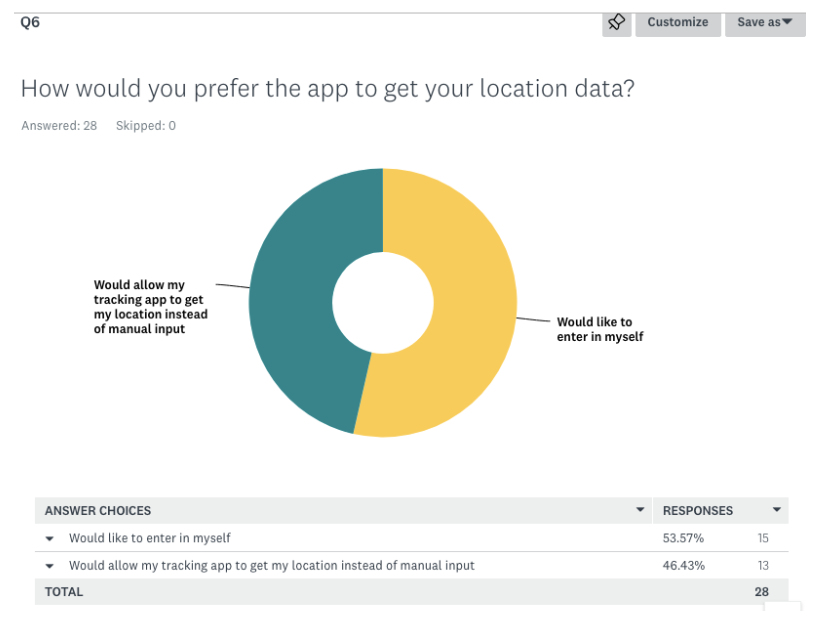 Q6
Customize
Save as
How would you prefer the app to get your location data?
Answered: 28 Skipped: 0
Would allow my
tracking app to get
my location instead
of manual input
Would like to
enter in myself
ANSWER CHOICES RESPONSES
Would like to enter in myself 53.57% 15
Would allow my tracking app to get my location instead of manual input 46.43% 13
TOTAL 28